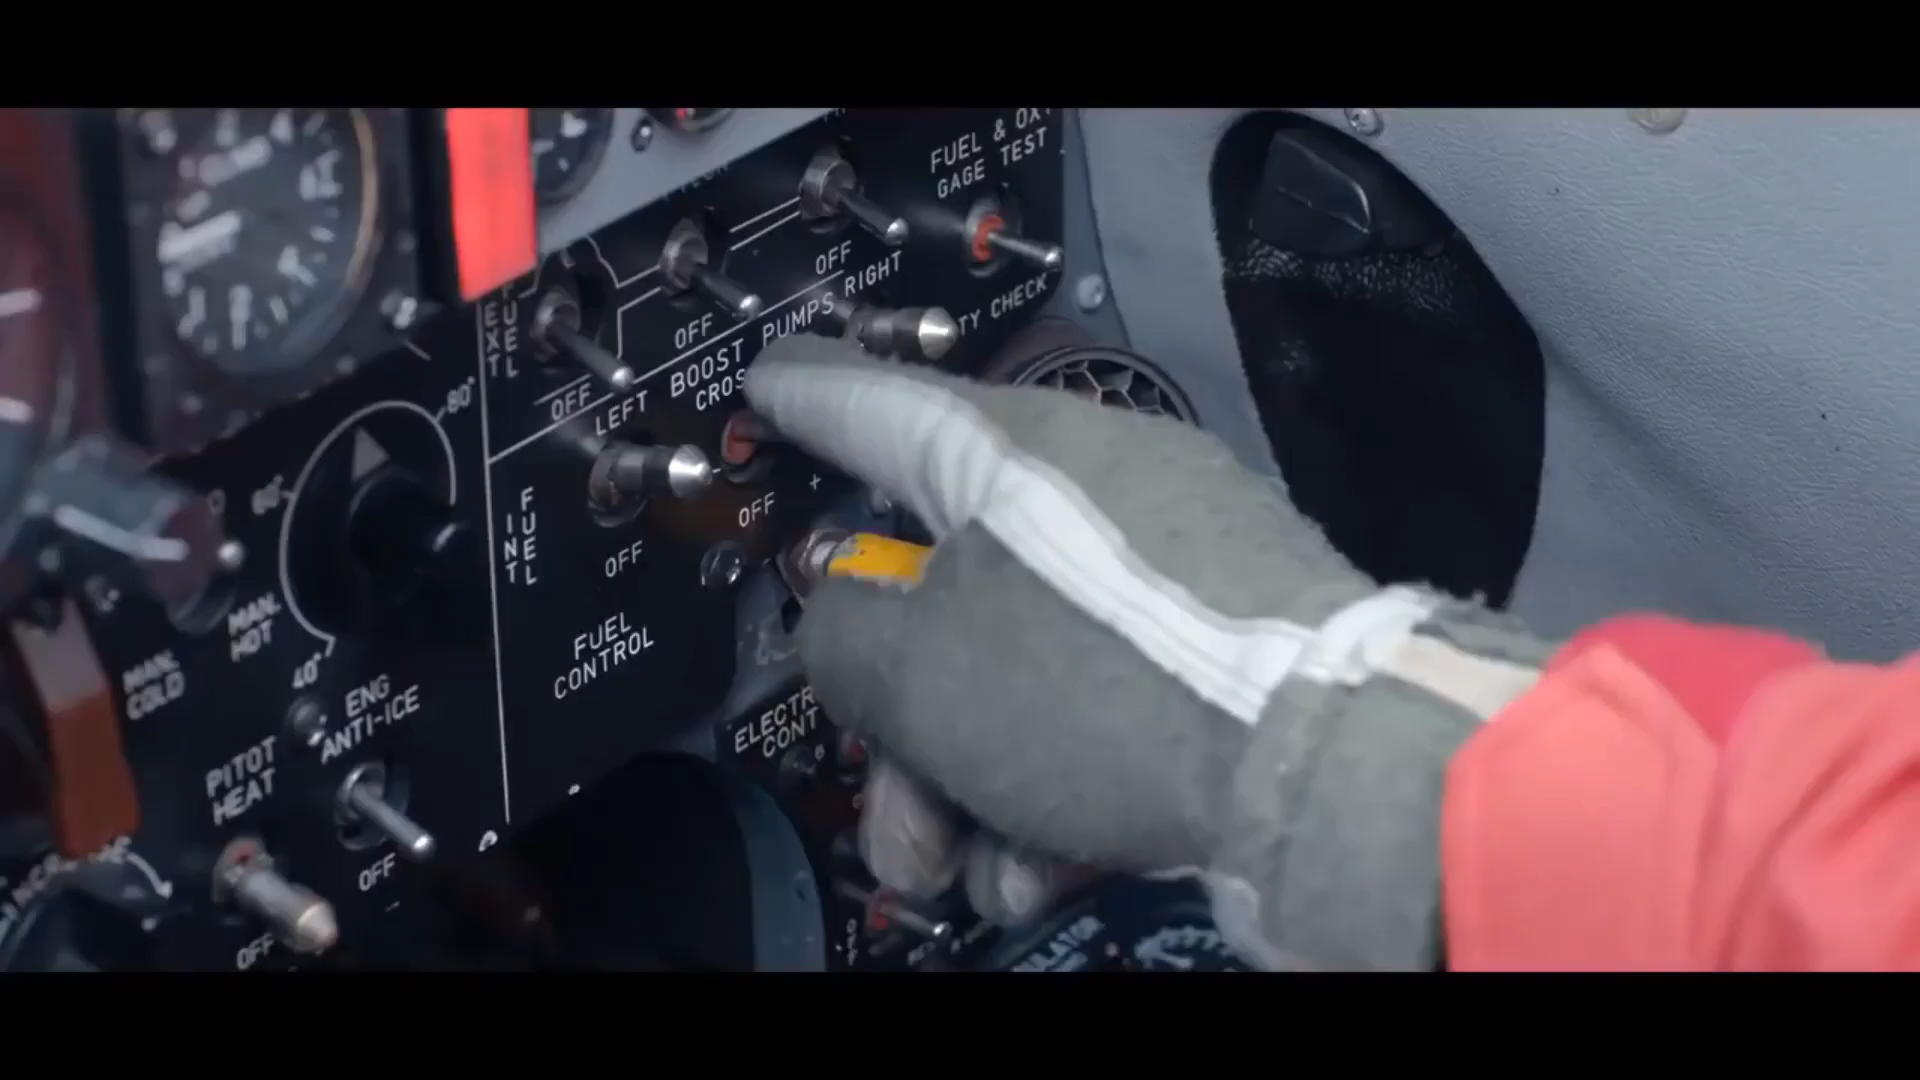 FUEL & OXY
GAGE TEST
OFF
RIGHT
TY CHECK
EXT
FUEL
OFF
BOOST PUMPS
CROS
OFF
LEFT
80°
60°
INT
FUEL
OFF
OFF
FUEL
CONTROL
MAN.
HOT
MAN.
COLD
40°
ENG
ANTI-ICE
ELECTR
CONT
PITOT
HEAT
OFF
OFF